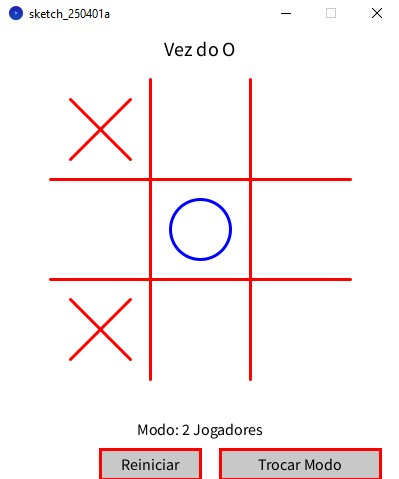 sketch_250401a
Vez do O
Modo: 2 Jogadores
Reiniciar
Trocar Modo